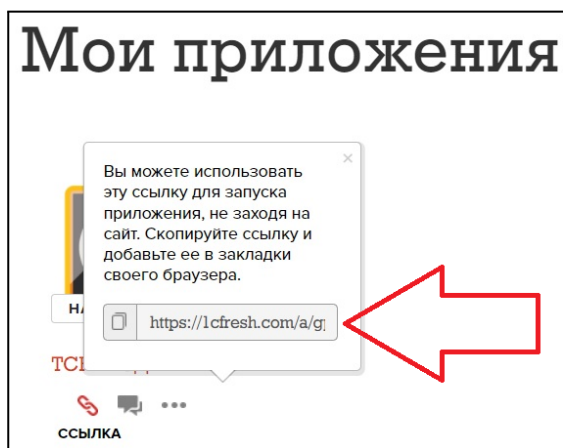 Мои приложения
Вы можете использовать
эту ссылку для запуска
приложения, не заходя на
сайт. Скопируйте ссылку и
добавьте ее в закладки
своего браузера.
https://1cfresh.com/a/g
ССЫЛКА